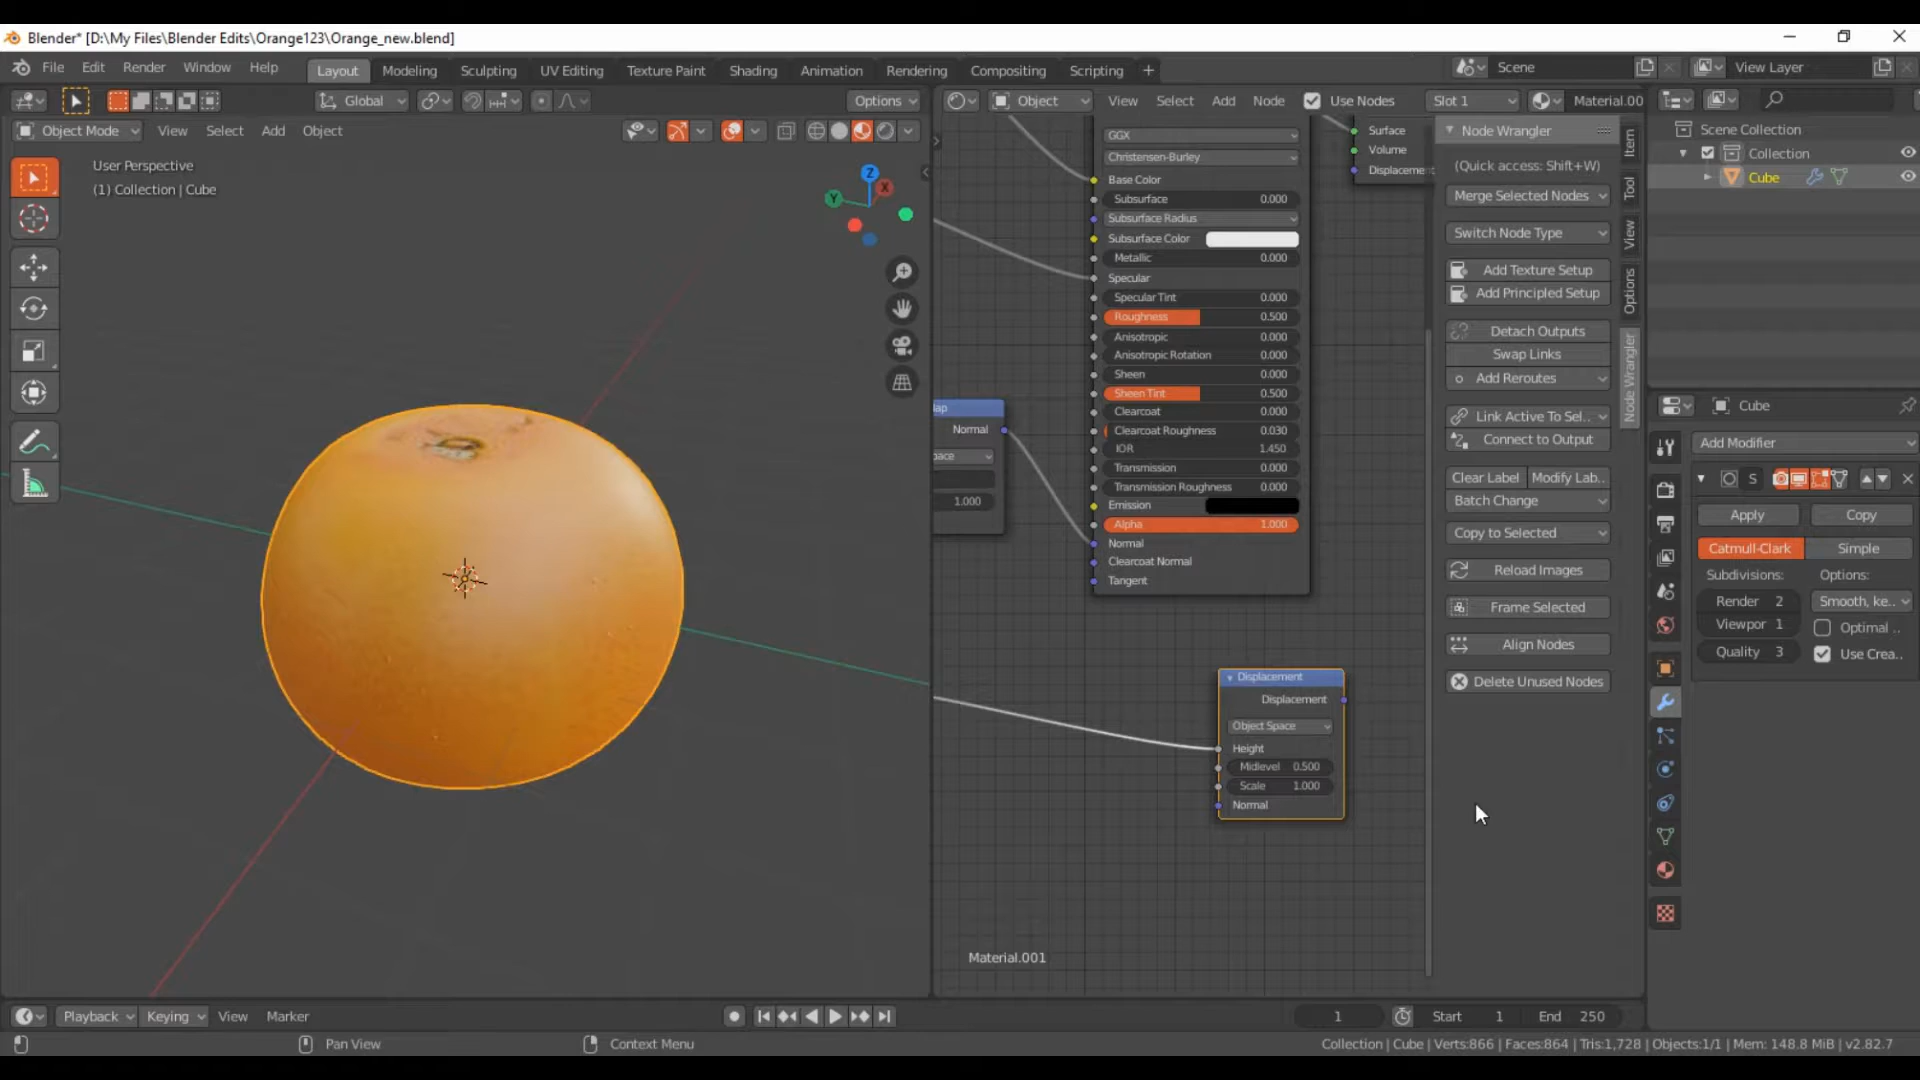 Blender* [D:\My Files\Blender Edits\Orange123\Orange_new.blend]
File Edit Render Window Help Layout Modeling Sculpting UV Editing Texture Paint Shading Animation Rendering Compositing Scripting + Scene View Layer
Global Options Object View Select Add Node Use Nodes Slot 1 Material.00
Object Mode View Select Add Object
User Perspective
(1) Collection | Cube
Z
X
Y
GGX
Christensen-Burley
Base Color
Subsurface 0.000
Subsurface Radius
Subsurface Color
Metallic 0.000
Specular
Specular Tint 0.000
Roughness 0.500
Anisotropic 0.000
Anisotropic Rotation 0.000
Sheen 0.000
Sheen Tint 0.500
Clearcoat 0.000
Clearcoat Roughness 0.030
IOR 1.450
Transmission 0.000
Transmission Roughness 0.000
Emission
Alpha 1.000
Normal
Clearcoat Normal
Tangent
Surface
Volume
Displacemen
Normal
pace
1.000
Displacement
Displacement
Object Space
Height
Midlevel 0.500
Scale 1.000
Normal
Material.001
Node Wrangler
(Quick access: Shift+W)
Merge Selected Nodes
Switch Node Type
Add Texture Setup
Add Principled Setup
Detach Outputs
Swap Links
Add Reroutes
Link Active To Sel..
Connect to Output
Clear Label Modify Lab..
Batch Change
Copy to Selected
Reload Images
Frame Selected
Align Nodes
Delete Unused Nodes
Item
Tool
View
Options
Node Wrangler
Scene Collection
Collection
Cube
Cube
Add Modifier
S
Apply Copy
Catmull-Clark Simple
Subdivisions: Options:
Render 2 Smooth, ke..
Viewpor 1 Optimal ..
Quality 3 Use Crea..
Playback Keying View Marker 1 Start 1 End 250
Pan View Context Menu Collection | Cube | Verts:866 | Faces:864 | Tris:1,728 | Objects:1/1 | Mem: 148.8 MiB | v2.82.7